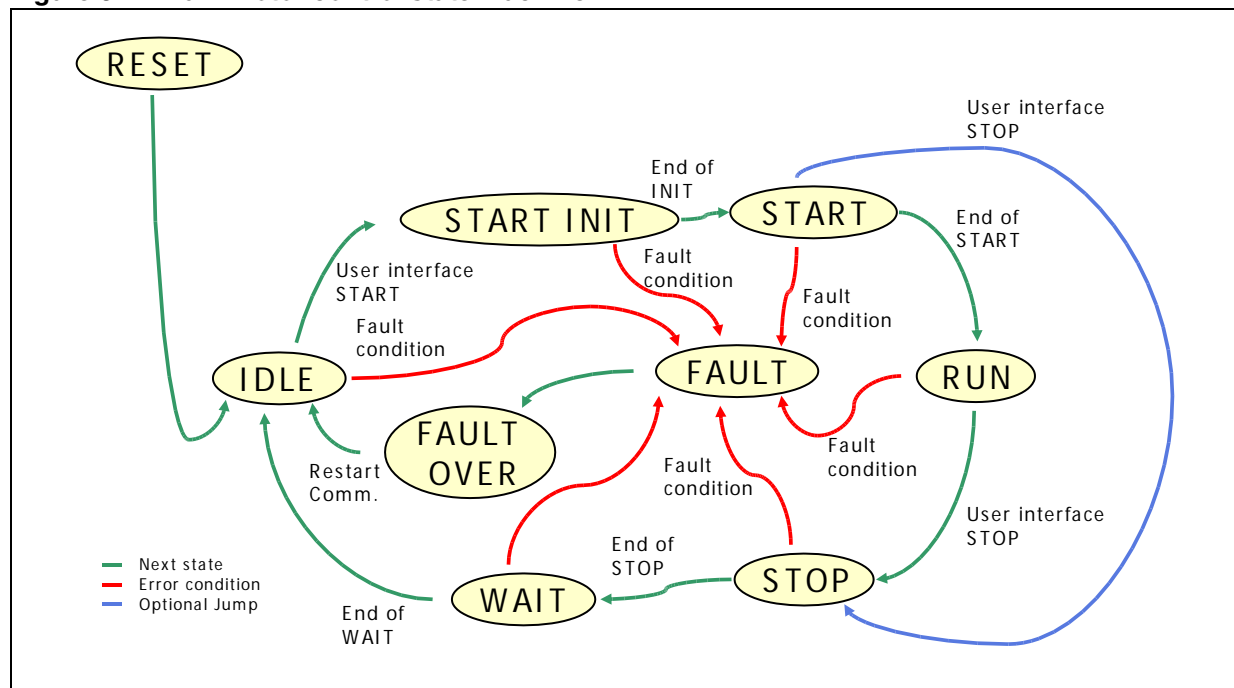 RESET
User interface
STOP
End of
INIT
START INIT
START
End of
START
Fault
condition
User interface
START
Fault
condition
Fault
condition
IDLE
FAULT
RUN
FAULT
OVER
Restart
Comm.
Fault
condition
Fault
condition
User interface
STOP
End of
STOP
STOP
WAIT
End of
WAIT
Next state
Error condition
Optional Jump